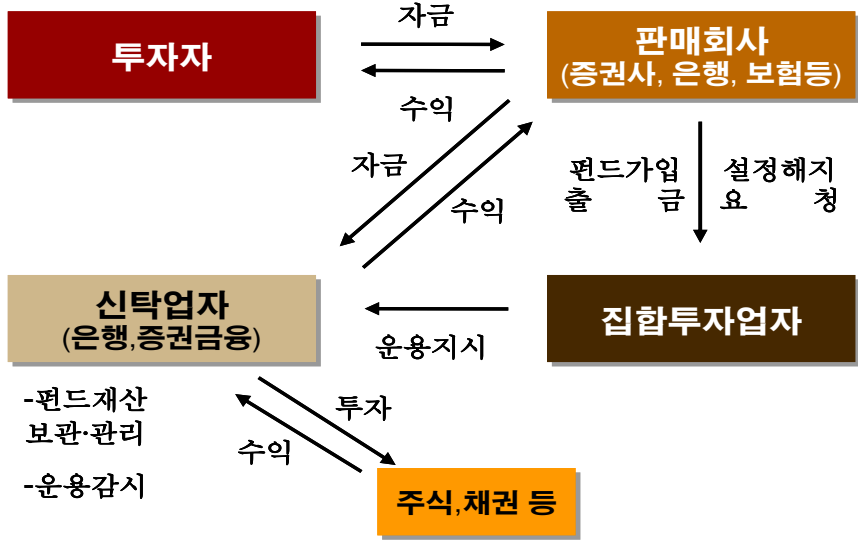 자금
투자자
판매회사
(증권사, 은행, 보험등)
수익
자금
수익
펀드가입
출 금
설정해지
요 청
신탁업자
(은행,증권금융)
집합투자업자
운용지시
-펀드재산
보관·관리
-운용감시
투자
수익
주식,채권 등